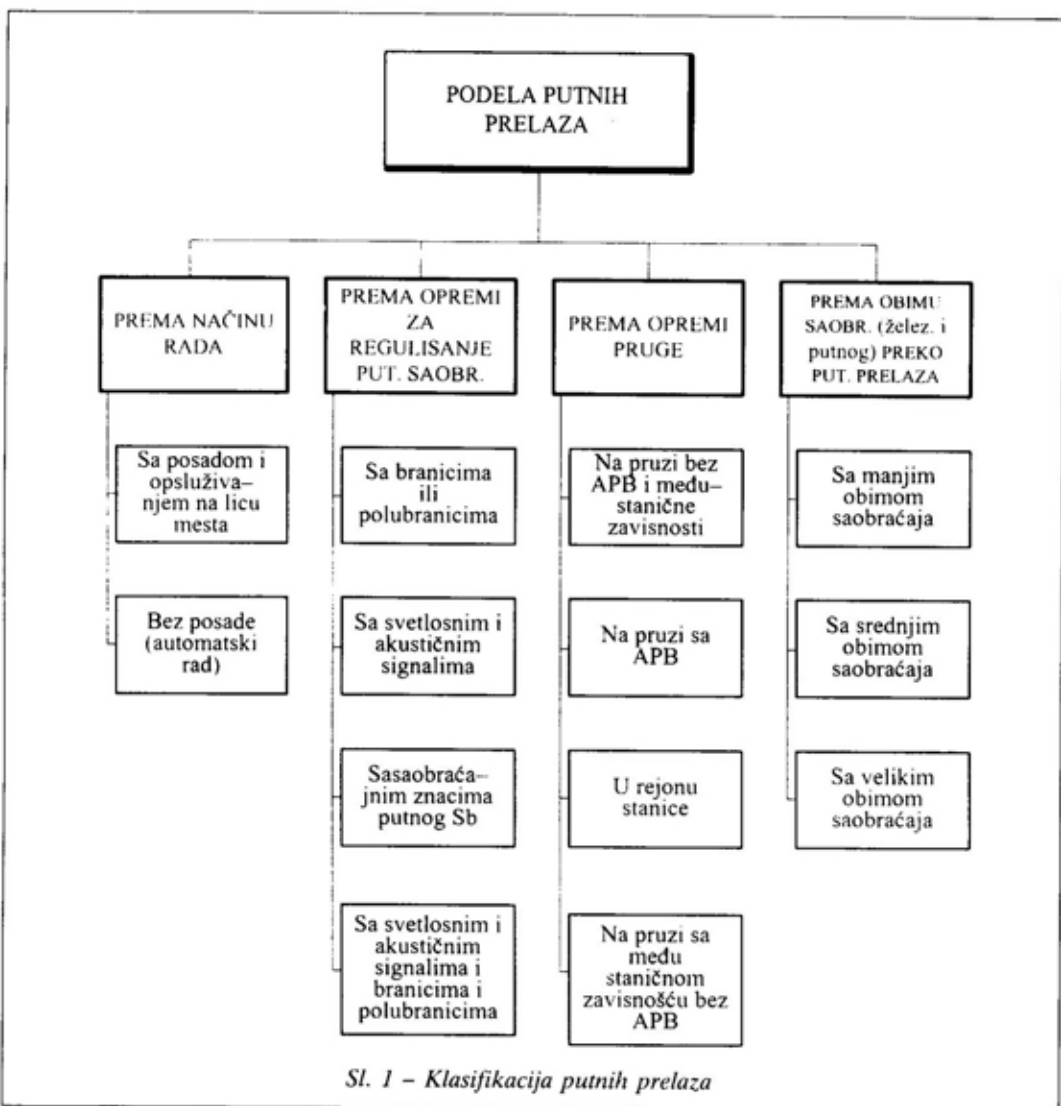 PODELA PUTNIH
PRELAZA
PREMA NAČINU
RADA
PREMA OPREMI
ZA
REGULISANJE
PUT. SAOBR.
PREMA OPREMI
PRUGE
PREMA OBIMU
SAOBR. (želez. i
putnog) PREKO
PUT. PRELAZA
Sa posadom i
opsluživa–
njem na licu
mesta
Bez posade
(automatski
rad)
Sa branicima
ili
polubranicima
Sa svetlosnim i
akustičnim
signalima
Sasaobrać–
jnim znacima
putnog Sb
Sa svetlosnim i
akustičnim
signalima i
branicima i
polubranicima
Na pruzi bez
APB i među–
stanične
zavisnosti
Na pruzi sa
APB
U rejonu
stanice
Na pruzi sa
među
staničnom
zavisnošću bez
APB
Sa manjim
obimom
saobraćaja
Sa srednjim
obimom
saobraćaja
Sa velikim
obimom
saobraćaja
Sl. 1 – Klasifikacija putnih prelaza